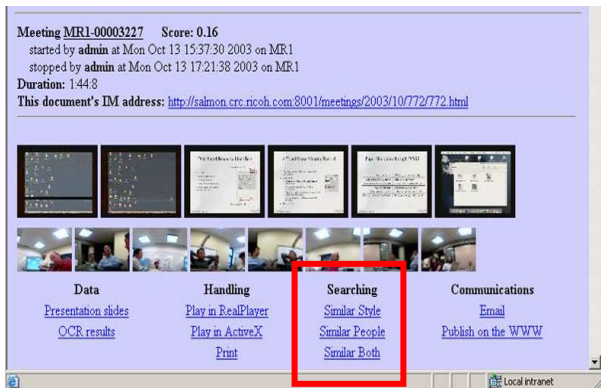 Meeting MR1-00003227 Score: 0.16
started by admin at Mon Oct 13 15:37:30 2003 on MR1
stopped by admin at Mon Oct 13 17:21:38 2003 on MR1
Duration: 1:44:8
This document's IM address: http://salmon.crc.ricoh.com:8001/meetings/2003/10/772/772.html
Data Handling Searching Communications
Presentation slides Play in RealPlayer Similar Style Email
OCR results Play in ActiveX Similar People Publish on the WWW
Print Similar Both
Local intranet